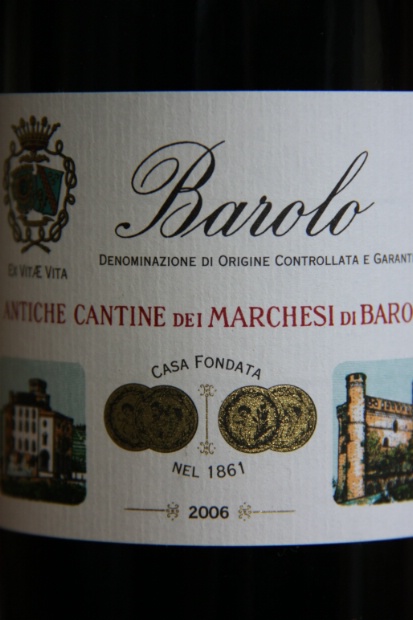 Barolo
EX VITÆ VITA
DENOMINAZIONE DI ORIGINE CONTROLLATA E GARANTI
ANTICHE CANTINE DEI MARCHESI DI BARO
CASA FONDATA
NEL 1861
2006